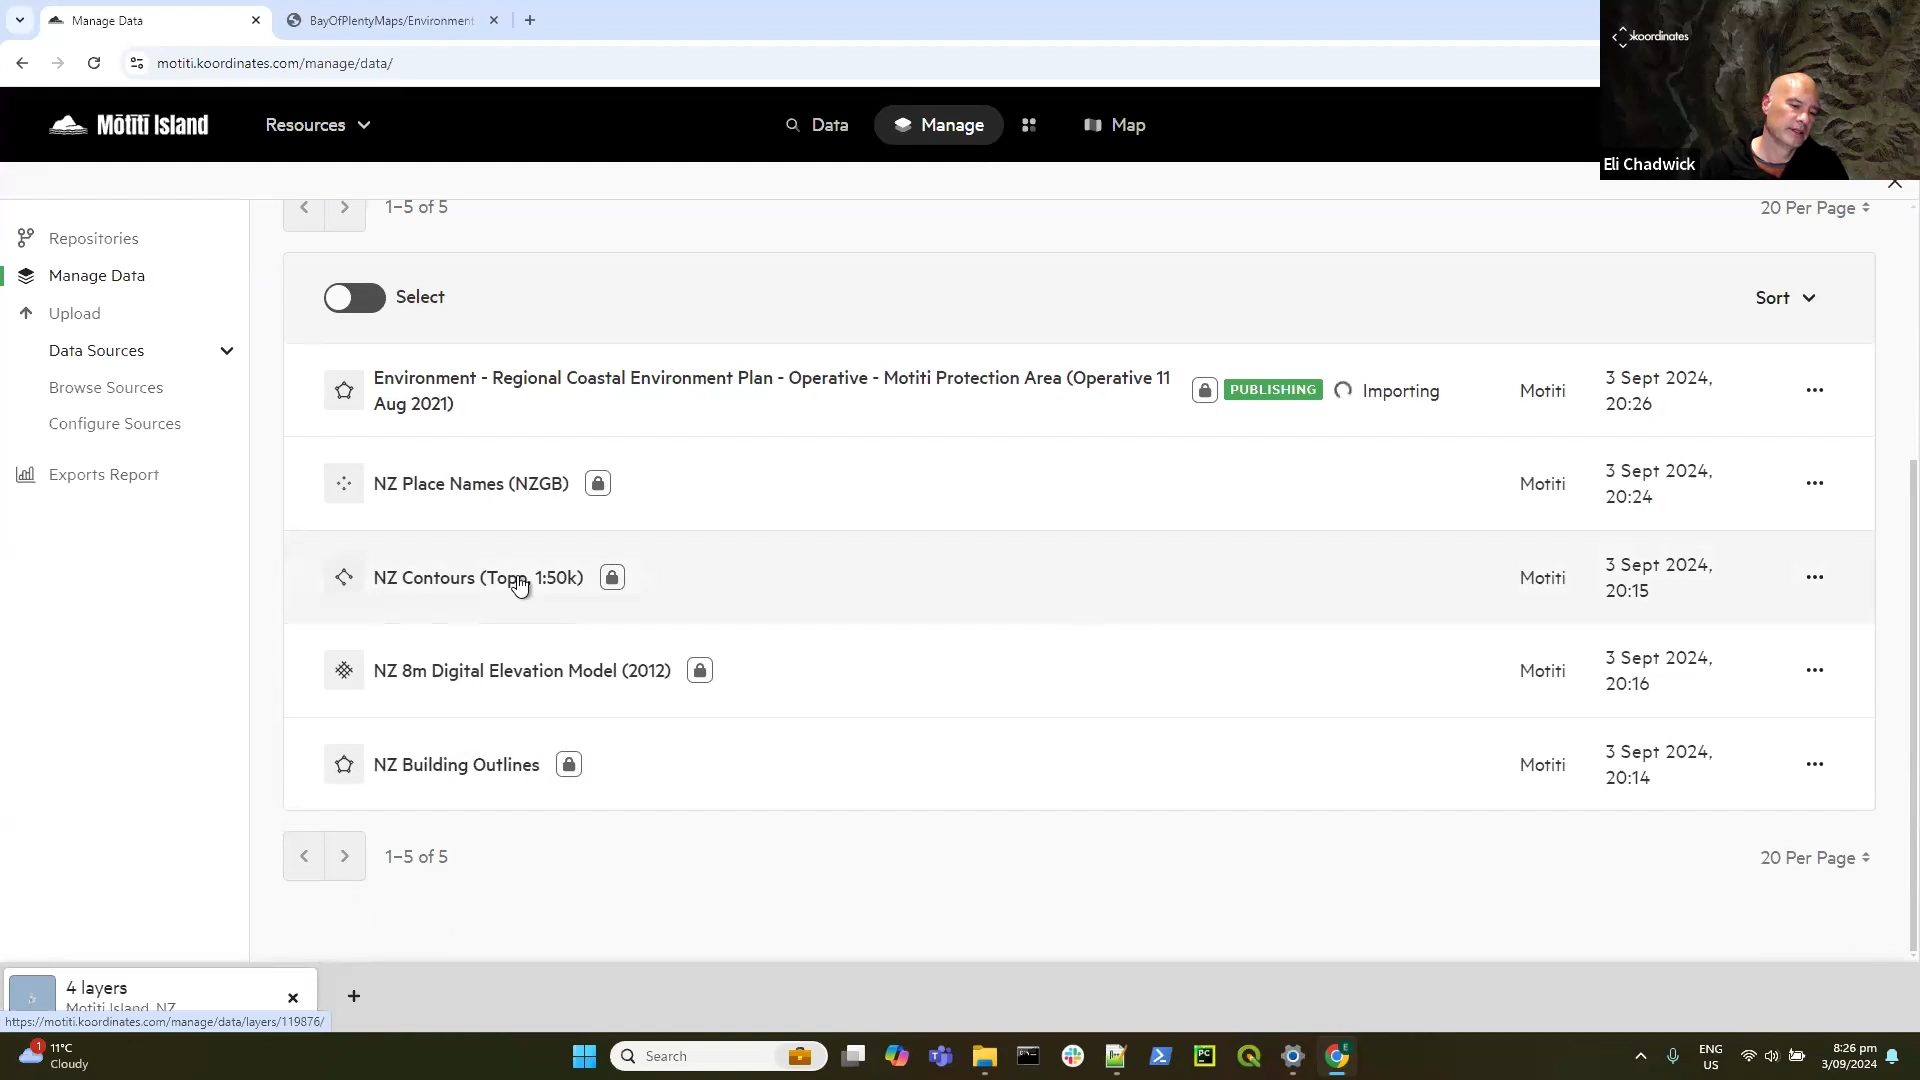 Manage Data
BayOfPlentyMaps/Environment
motiti.koordinates.com/manage/data/
koordinates
Eli Chadwick
Mōtītī Island
Resources
Data
Manage
Map
1–5 of 5
20 Per Page
Repositories
Manage Data
Upload
Data Sources
Browse Sources
Configure Sources
Exports Report
Select
Sort
Environment - Regional Coastal Environment Plan - Operative - Motiti Protection Area (Operative 11
Aug 2021)
PUBLISHING
Importing
Motiti
3 Sept 2024,
20:26
NZ Place Names (NZGB)
Motiti
3 Sept 2024,
20:24
NZ Contours (Topo, 1:50k)
Motiti
3 Sept 2024,
20:15
NZ 8m Digital Elevation Model (2012)
Motiti
3 Sept 2024,
20:16
NZ Building Outlines
Motiti
3 Sept 2024,
20:14
1–5 of 5
20 Per Page
4 layers
Motiti Island, NZ
https://motiti.koordinates.com/manage/data/layers/119876/
1
11°C
Cloudy
Search
PC
ENG
US
8:26 pm
3/09/2024